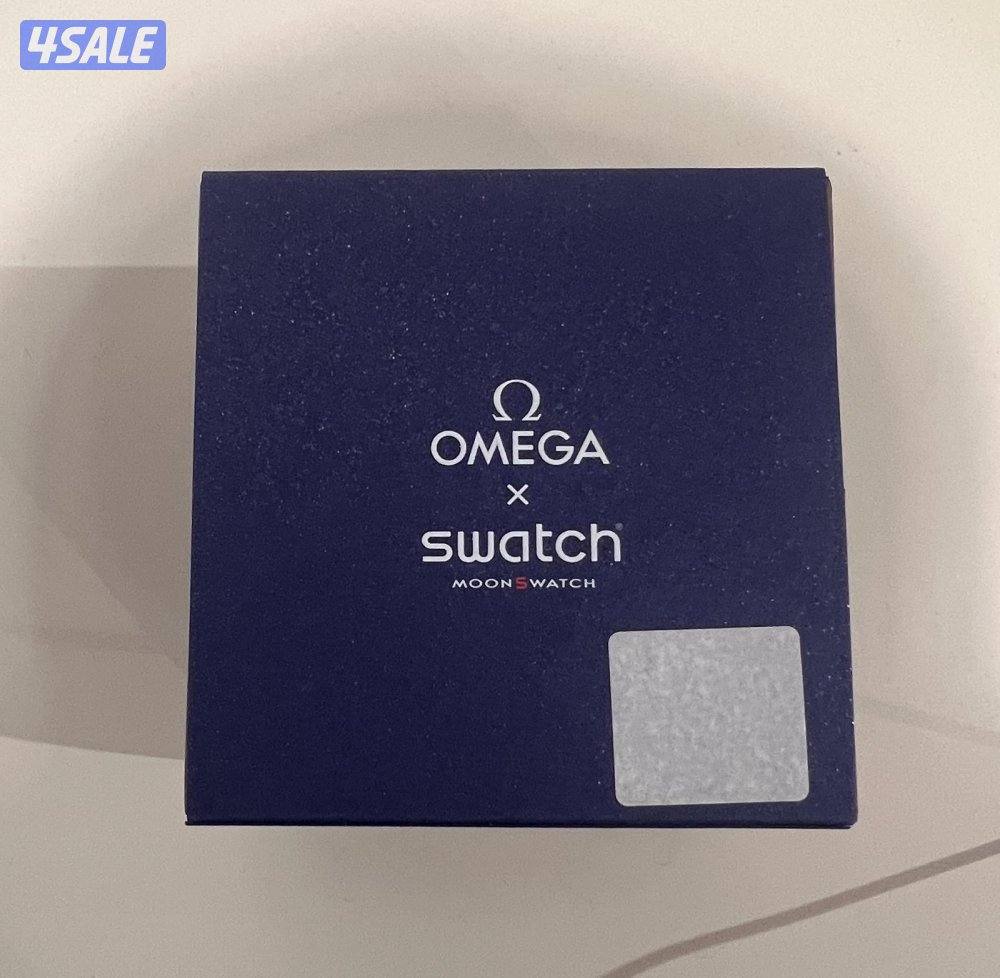 4SALE
Ω
OMEGA
×
swatch®
MOONSWATCH